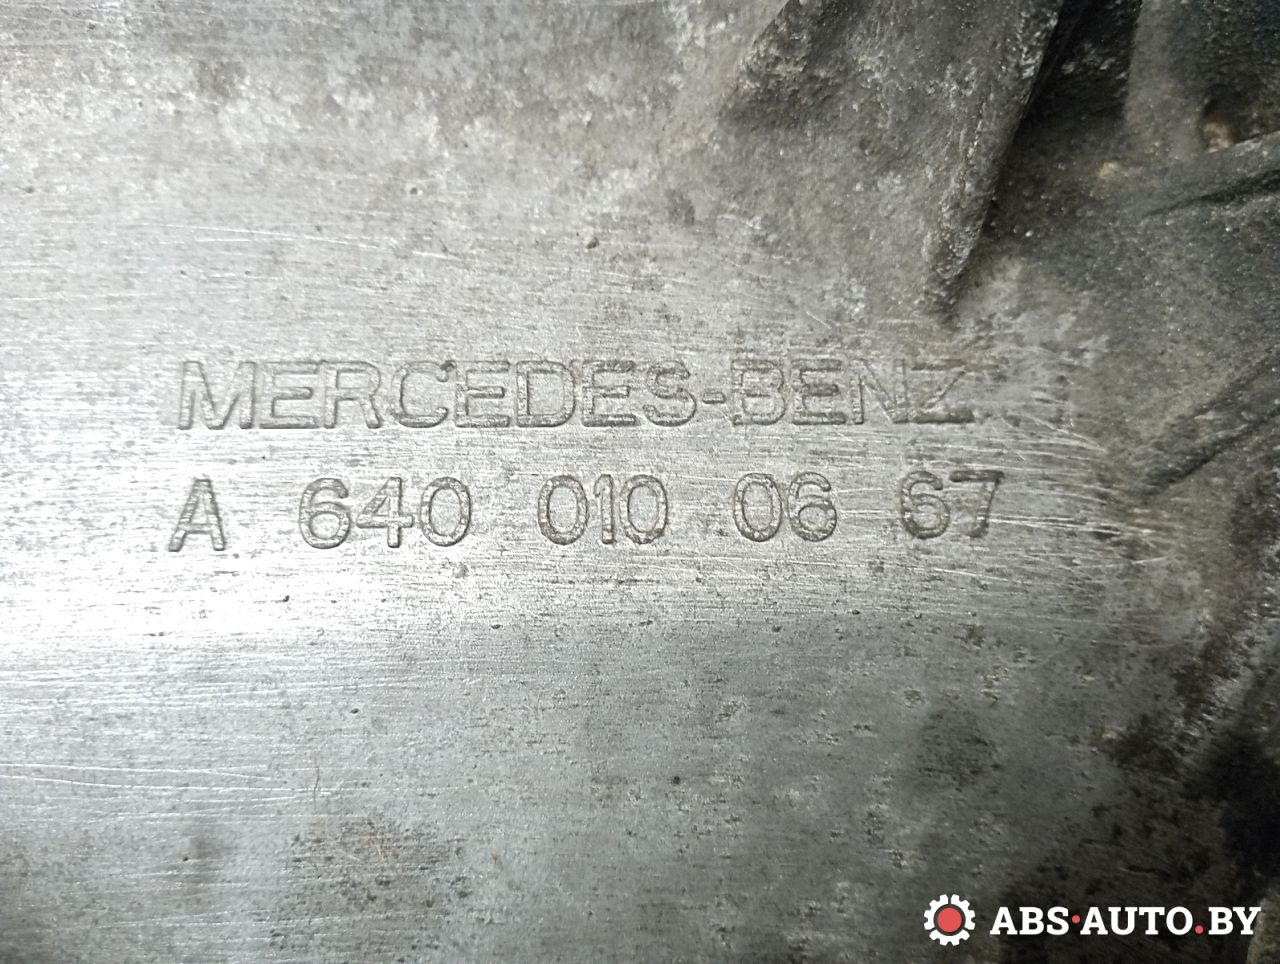 MERCEDES-BENZ
A 640 010 06 67
ABS·AUTO.BY